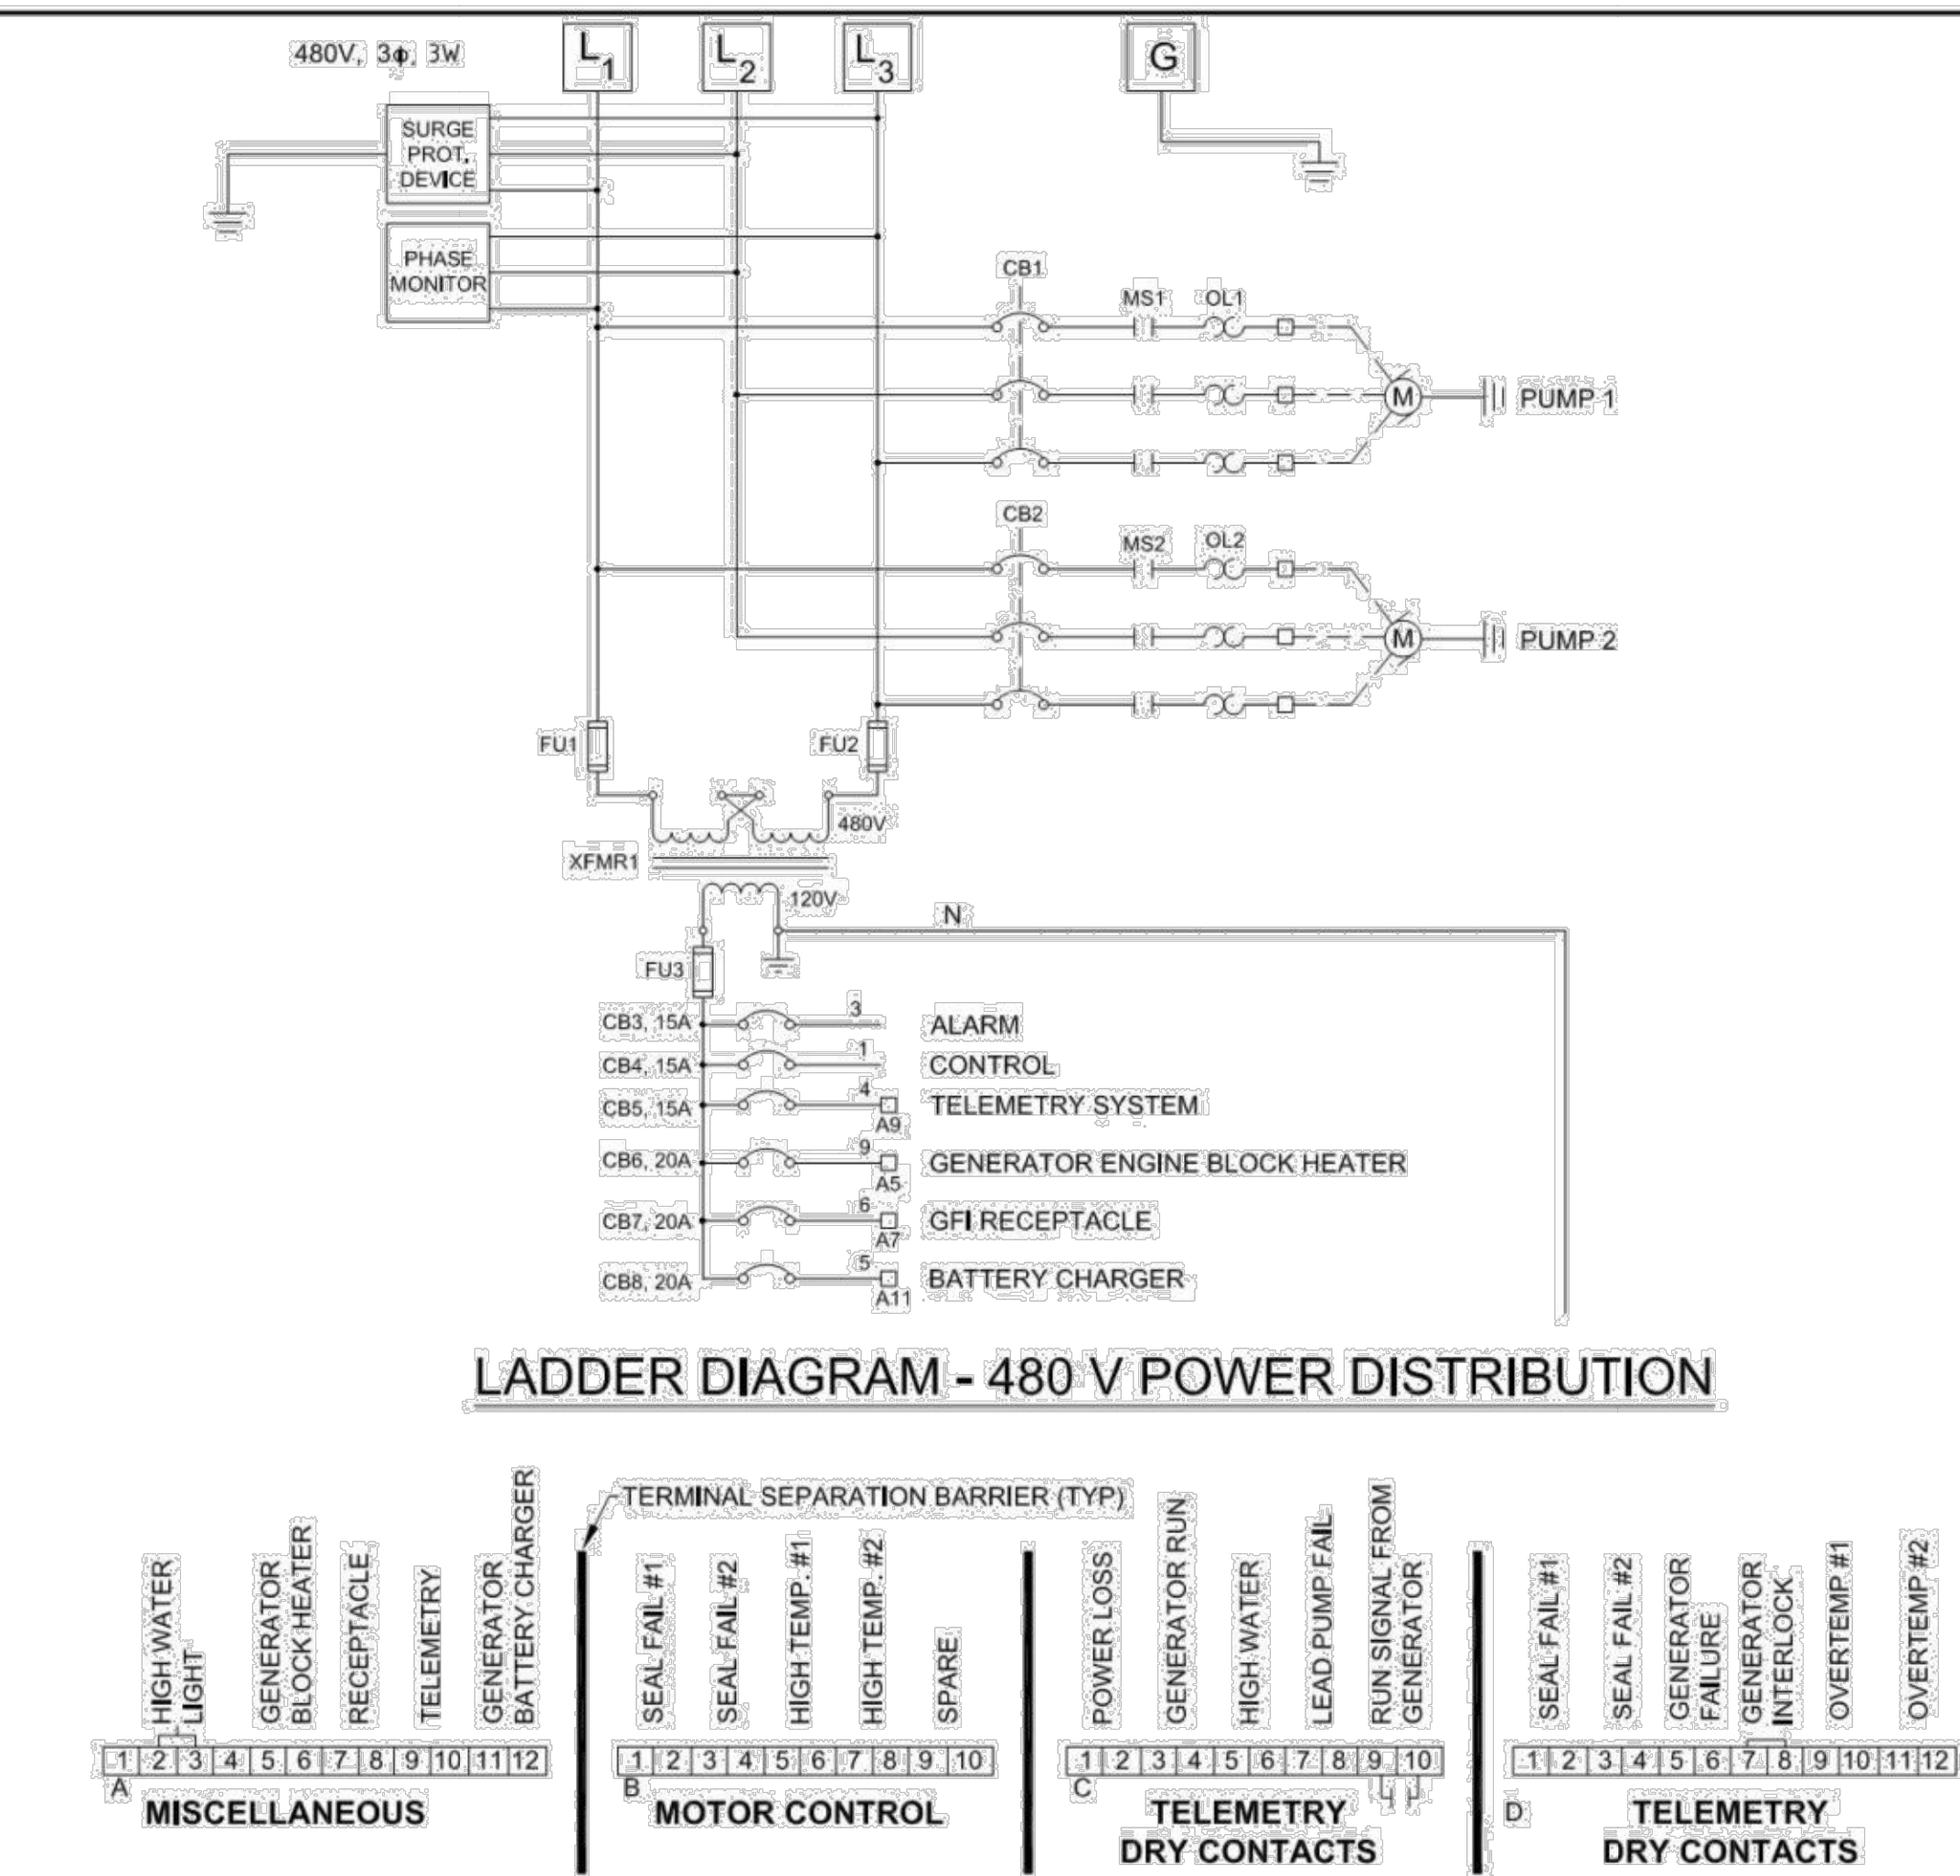 480V, 3ϕ, 3W
L1
L2
L3
G
SURGE
PROT.
DEVICE
PHASE
MONITOR
CB1
MS1
OL1
M
PUMP 1
CB2
MS2
OL2
M
PUMP 2
FU1
FU2
480V
XFMR1
120V
N
FU3
CB3, 15A
3
ALARM
CB4, 15A
1
CONTROL
CB5, 15A
4
A9
TELEMETRY SYSTEM
CB6, 20A
9
A5
GENERATOR ENGINE BLOCK HEATER
CB7, 20A
6
A7
GFI RECEPTACLE
CB8, 20A
5
A11
BATTERY CHARGER
LADDER DIAGRAM - 480 V POWER DISTRIBUTION
TERMINAL SEPARATION BARRIER (TYP)
HIGH WATER
LIGHT
GENERATOR
BLOCK HEATER
RECEPTACLE
TELEMETRY
GENERATOR
BATTERY CHARGER
1 2 3 4 5 6 7 8 9 10 11 12
A
MISCELLANEOUS
SEAL FAIL #1
SEAL FAIL #2
HIGH TEMP. #1
HIGH TEMP. #2
SPARE
1 2 3 4 5 6 7 8 9 10
B
MOTOR CONTROL
POWER LOSS
GENERATOR RUN
HIGH WATER
LEAD PUMP FAIL
RUN SIGNAL FROM
GENERATOR
1 2 3 4 5 6 7 8 9 10
C
TELEMETRY
DRY CONTACTS
SEAL FAIL #1
SEAL FAIL #2
GENERATOR
FAILURE
GENERATOR
INTERLOCK
OVERTEMP #1
OVERTEMP #2
1 2 3 4 5 6 7 8 9 10 11 12
D
TELEMETRY
DRY CONTACTS